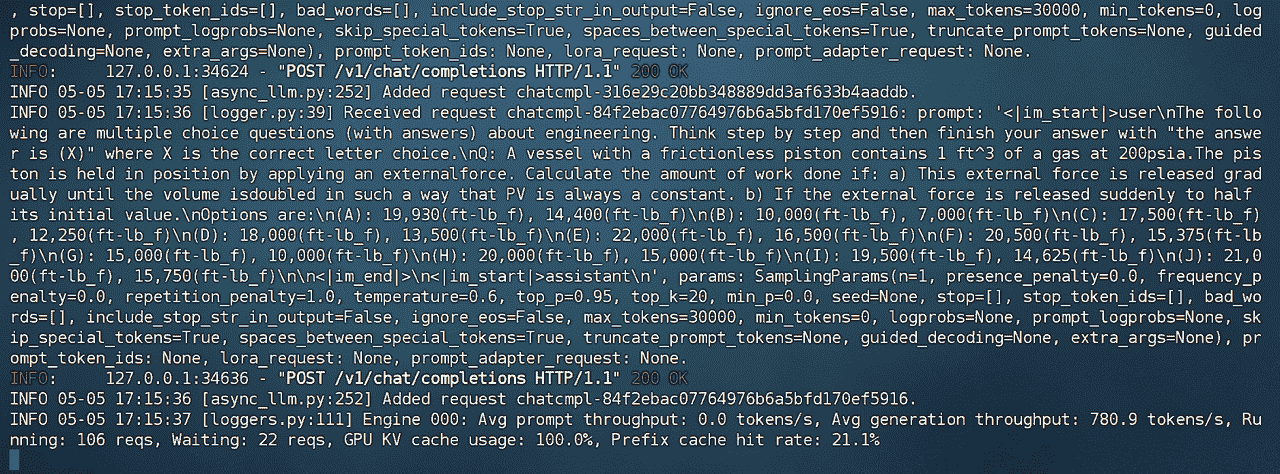 , stop=[], stop_token_ids=[], bad_words=[], include_stop_str_in_output=False, ignore_eos=False, max_tokens=30000, min_tokens=0, log
probs=None, prompt_logprobs=None, skip_special_tokens=True, spaces_between_special_tokens=True, truncate_prompt_tokens=None, guided
_decoding=None, extra_args=None), prompt_token_ids: None, lora_request: None, prompt_adapter_request: None.
INFO:     127.0.0.1:34624 - "POST /v1/chat/completions HTTP/1.1" 200 OK
INFO 05-05 17:15:35 [async_llm.py:252] Added request chatcmpl-316e29c20bb348889dd3af633b4aaddb.
INFO 05-05 17:15:36 [logger.py:39] Received request chatcmpl-84f2ebac07764976b6a5bfd170ef5916: prompt: '<|im_start|>user\nThe follo
wing are multiple choice questions (with answers) about engineering. Think step by step and then finish your answer with "the answe
r is (X)" where X is the correct letter choice.\nQ: A vessel with a frictionless piston contains 1 ft^3 of a gas at 200psia.The pis
ton is held in position by applying an externalforce. Calculate the amount of work done if: a) This external force is released grad
ually until the volume isdoubled in such a way that PV is always a constant. b) If the external force is released suddenly to half
its initial value.\nOptions are:\n(A): 19,930(ft-lb_f), 14,400(ft-lb_f)\n(B): 10,000(ft-lb_f), 7,000(ft-lb_f)\n(C): 17,500(ft-lb_f)
, 12,250(ft-lb_f)\n(D): 18,000(ft-lb_f), 13,500(ft-lb_f)\n(E): 22,000(ft-lb_f), 16,500(ft-lb_f)\n(F): 20,500(ft-lb_f), 15,375(ft-lb
_f)\n(G): 15,000(ft-lb_f), 10,000(ft-lb_f)\n(H): 20,000(ft-lb_f), 15,000(ft-lb_f)\n(I): 19,500(ft-lb_f), 14,625(ft-lb_f)\n(J): 21,0
00(ft-lb_f), 15,750(ft-lb_f)\n\n<|im_end|>\n<|im_start|>assistant\n', params: SamplingParams(n=1, presence_penalty=0.0, frequency_p
enalty=0.0, repetition_penalty=1.0, temperature=0.6, top_p=0.95, top_k=20, min_p=0.0, seed=None, stop=[], stop_token_ids=[], bad_wo
rds=[], include_stop_str_in_output=False, ignore_eos=False, max_tokens=30000, min_tokens=0, logprobs=None, prompt_logprobs=None, sk
ip_special_tokens=True, spaces_between_special_tokens=True, truncate_prompt_tokens=None, guided_decoding=None, extra_args=None), pr
ompt_token_ids: None, lora_request: None, prompt_adapter_request: None.
INFO:     127.0.0.1:34636 - "POST /v1/chat/completions HTTP/1.1" 200 OK
INFO 05-05 17:15:36 [async_llm.py:252] Added request chatcmpl-84f2ebac07764976b6a5bfd170ef5916.
INFO 05-05 17:15:37 [loggers.py:111] Engine 000: Avg prompt throughput: 0.0 tokens/s, Avg generation throughput: 780.9 tokens/s, Ru
nning: 106 reqs, Waiting: 22 reqs, GPU KV cache usage: 100.0%, Prefix cache hit rate: 21.1%